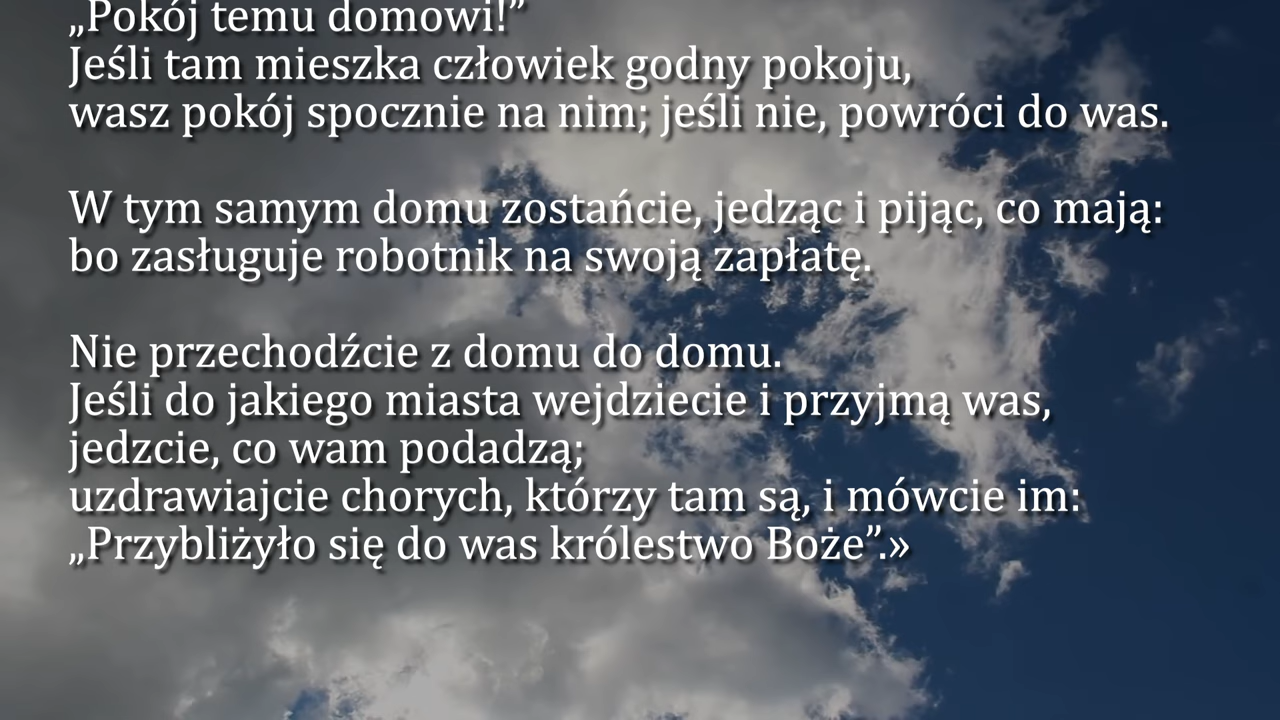 „Pokój temu domowi!”
Jeśli tam mieszka człowiek godny pokoju,
wasz pokój spocznie na nim; jeśli nie, powróci do was.
W tym samym domu zostańcie, jedząc i pijąc, co mają:
bo zasługuje robotnik na swoją zapłatę.
Nie przechodźcie z domu do domu.
Jeśli do jakiego miasta wejdziecie i przyjmą was,
jedzcie, co wam podadzą;
uzdrawiajcie chorych, którzy tam są, i mówcie im:
„Przybliżyło się do was królestwo Boże”.»